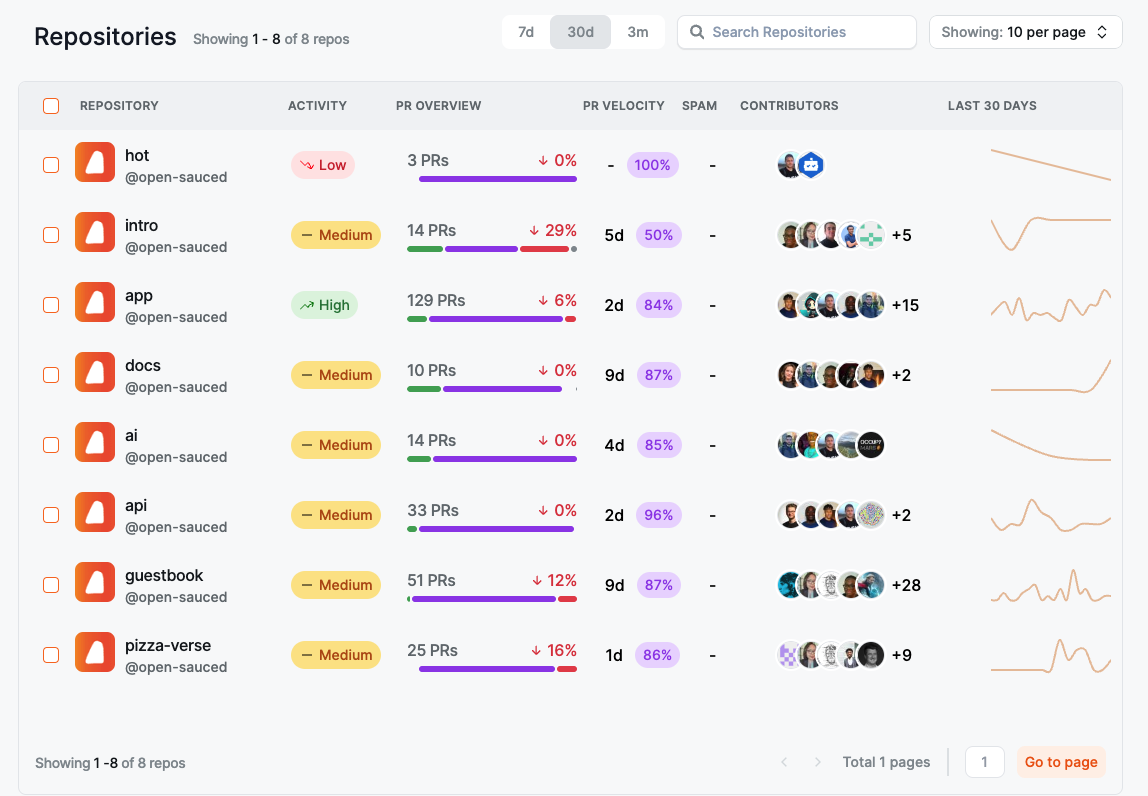 Repositories Showing 1 - 8 of 8 repos 7d 30d 3m Search Repositories Showing: 10 per page
REPOSITORY ACTIVITY PR OVERVIEW PR VELOCITY SPAM CONTRIBUTORS LAST 30 DAYS
hot
@open-sauced
Low
3 PRs ↓ 0%
- 100% -
intro
@open-sauced
Medium
14 PRs ↓ 29%
5d 50% - +5
app
@open-sauced
High
129 PRs ↓ 6%
2d 84% - +15
docs
@open-sauced
Medium
10 PRs ↓ 0%
9d 87% - +2
ai
@open-sauced
Medium
14 PRs ↓ 0%
4d 85% -
OCCUPY
MARS
api
@open-sauced
Medium
33 PRs ↓ 0%
2d 96% - +2
guestbook
@open-sauced
Medium
51 PRs ↓ 12%
9d 87% - +28
pizza-verse
@open-sauced
Medium
25 PRs ↓ 16%
1d 86% - +9
Showing 1 -8 of 8 repos Total 1 pages 1 Go to page